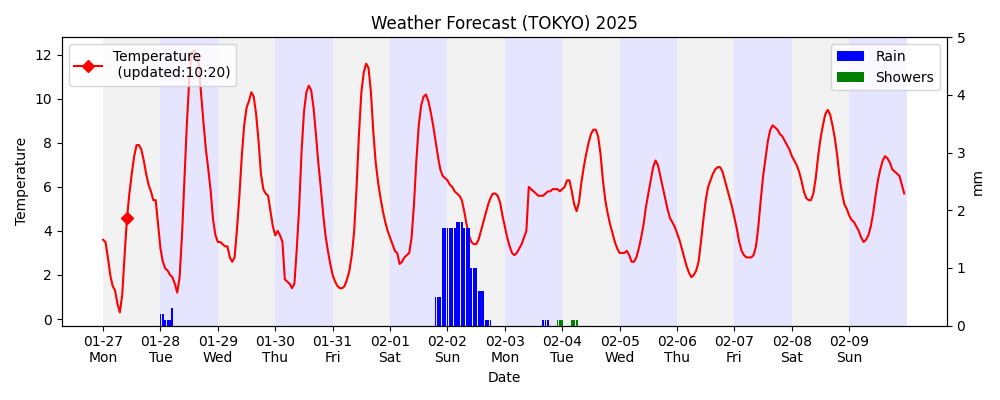 Weather Forecast (TOKYO) 2025
Temperature
(updated:10:20)
Rain
Showers
Temperature
12
10
8
6
4
2
0
5
4
3
2
1
0
mm
01-27 01-28 01-29 01-30 01-31 02-01 02-02 02-03 02-04 02-05 02-06 02-07 02-08 02-09
Mon Tue Wed Thu Fri Sat Sun Mon Tue Wed Thu Fri Sat Sun
Date